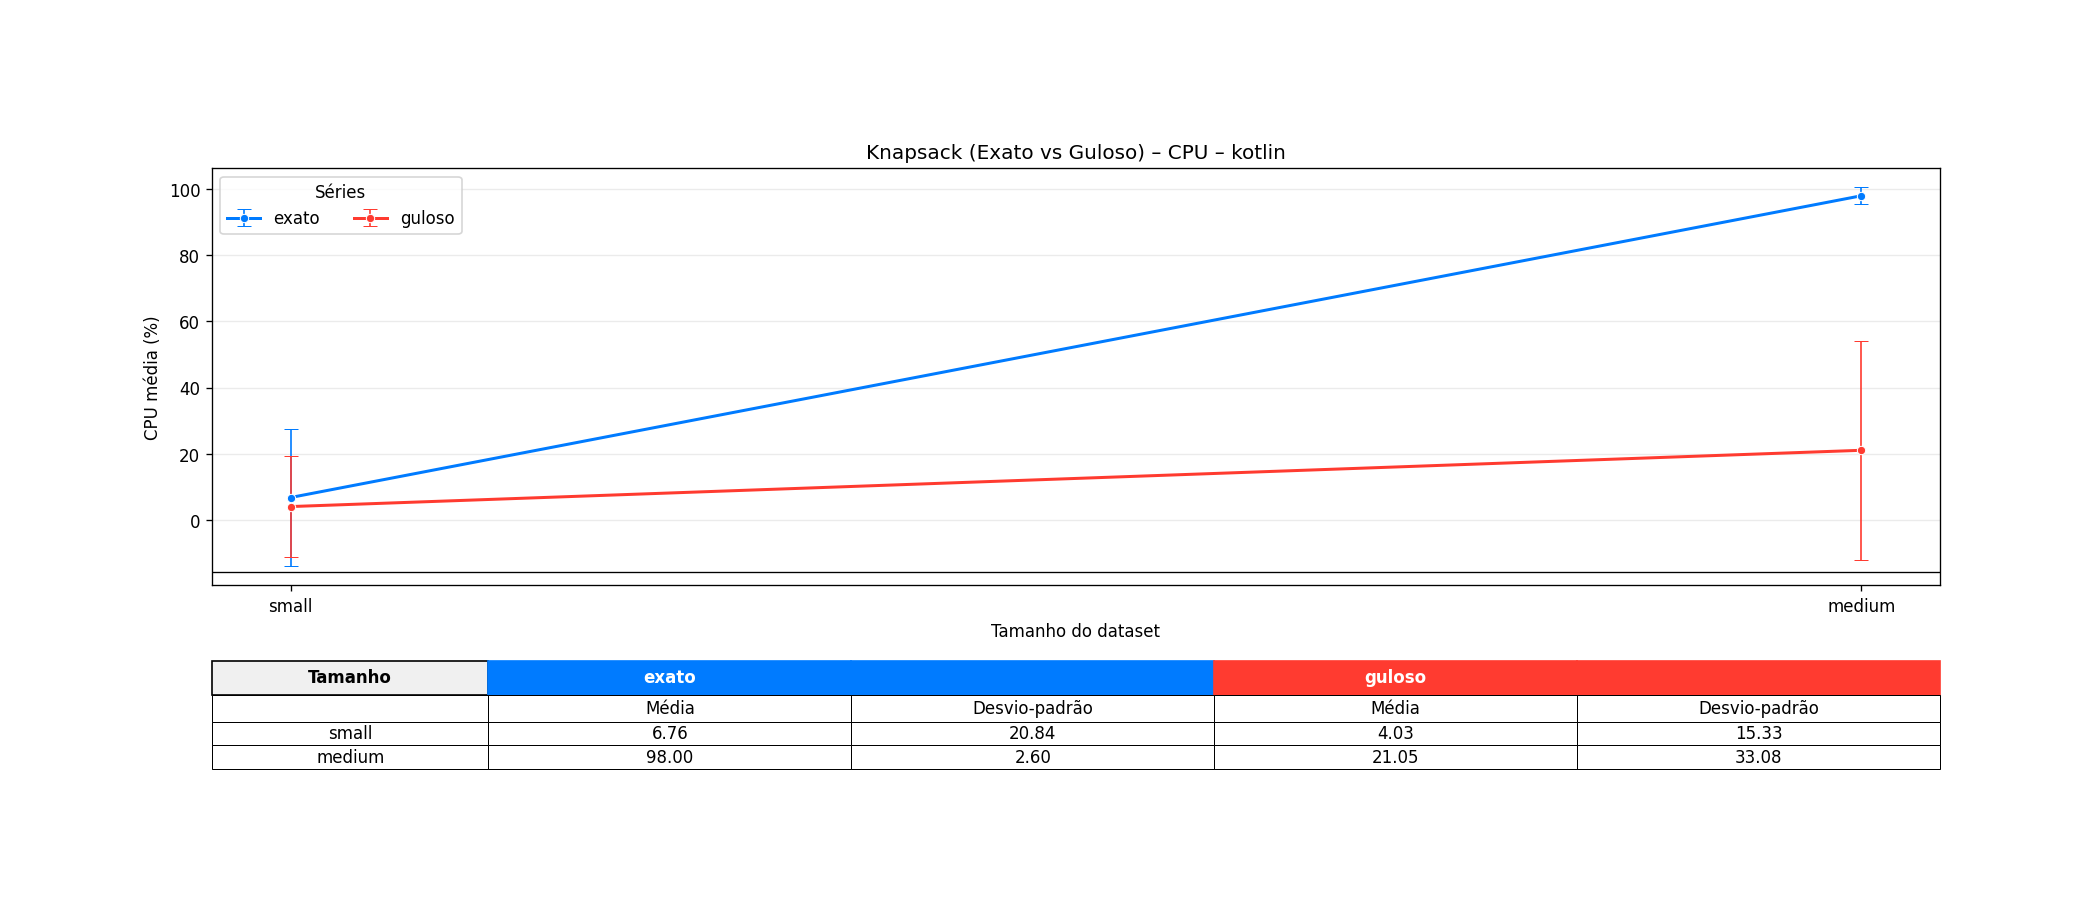 Knapsack (Exato vs Guloso) – CPU – kotlin
Séries
exato guloso
100
80
60
40
20
0
CPU média (%)
small medium
Tamanho do dataset
Tamanho exato guloso
Média Desvio-padrão Média Desvio-padrão
small 6.76 20.84 4.03 15.33
medium 98.00 2.60 21.05 33.08